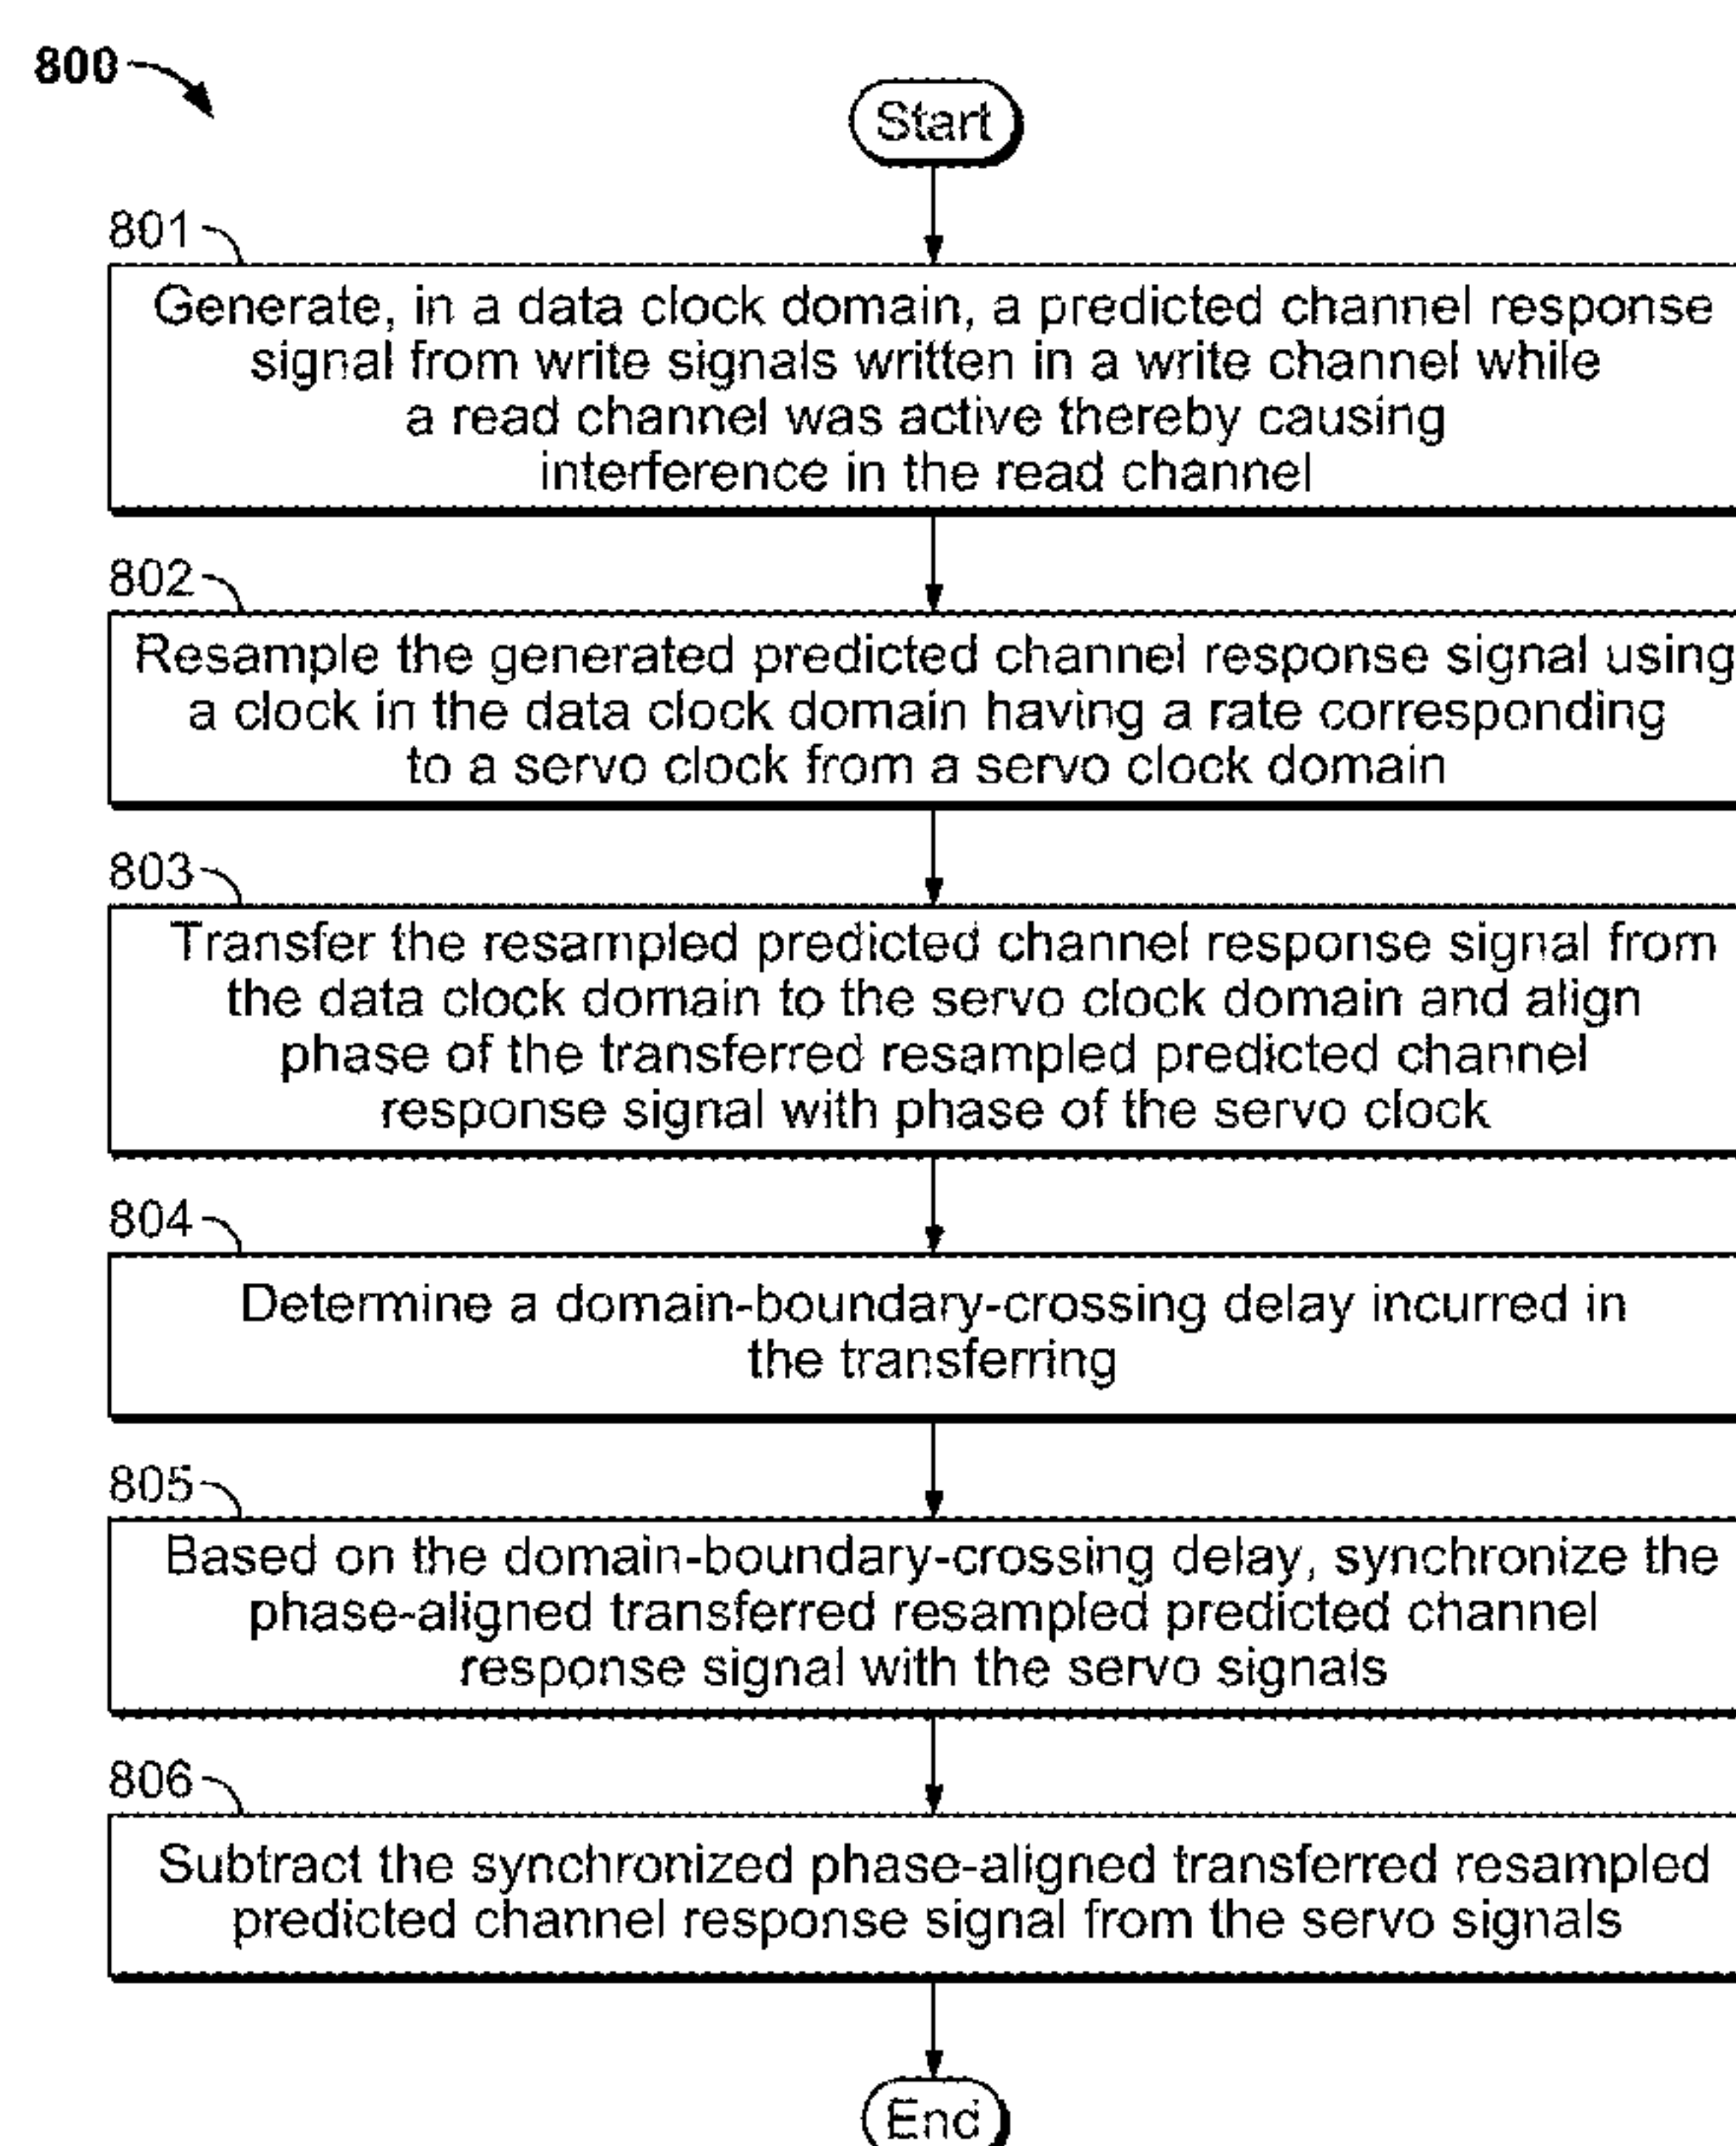 800
Start
801
Generate, in a data clock domain, a predicted channel response
signal from write signals written in a write channel while
a read channel was active thereby causing
interference in the read channel
802
Resample the generated predicted channel response signal using
a clock in the data clock domain having a rate corresponding
to a servo clock from a servo clock domain
803
Transfer the resampled predicted channel response signal from
the data clock domain to the servo clock domain and align
phase of the transferred resampled predicted channel
response signal with phase of the servo clock
804
Determine a domain-boundary-crossing delay incurred in
the transferring
805
Based on the domain-boundary-crossing delay, synchronize the
phase-aligned transferred resampled predicted channel
response signal with the servo signals
806
Subtract the synchronized phase-aligned transferred resampled
predicted channel response signal from the servo signals
End